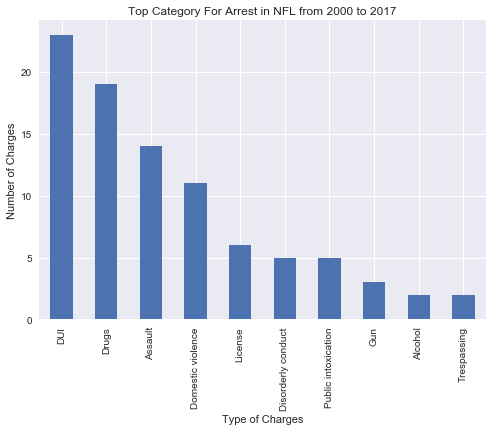 Top Category For Arrest in NFL from 2000 to 2017
Number of Charges
20
15
10
5
0
DUI
Drugs
Assault
Domestic violence
License
Disorderly conduct
Public intoxication
Gun
Alcohol
Trespassing
Type of Charges